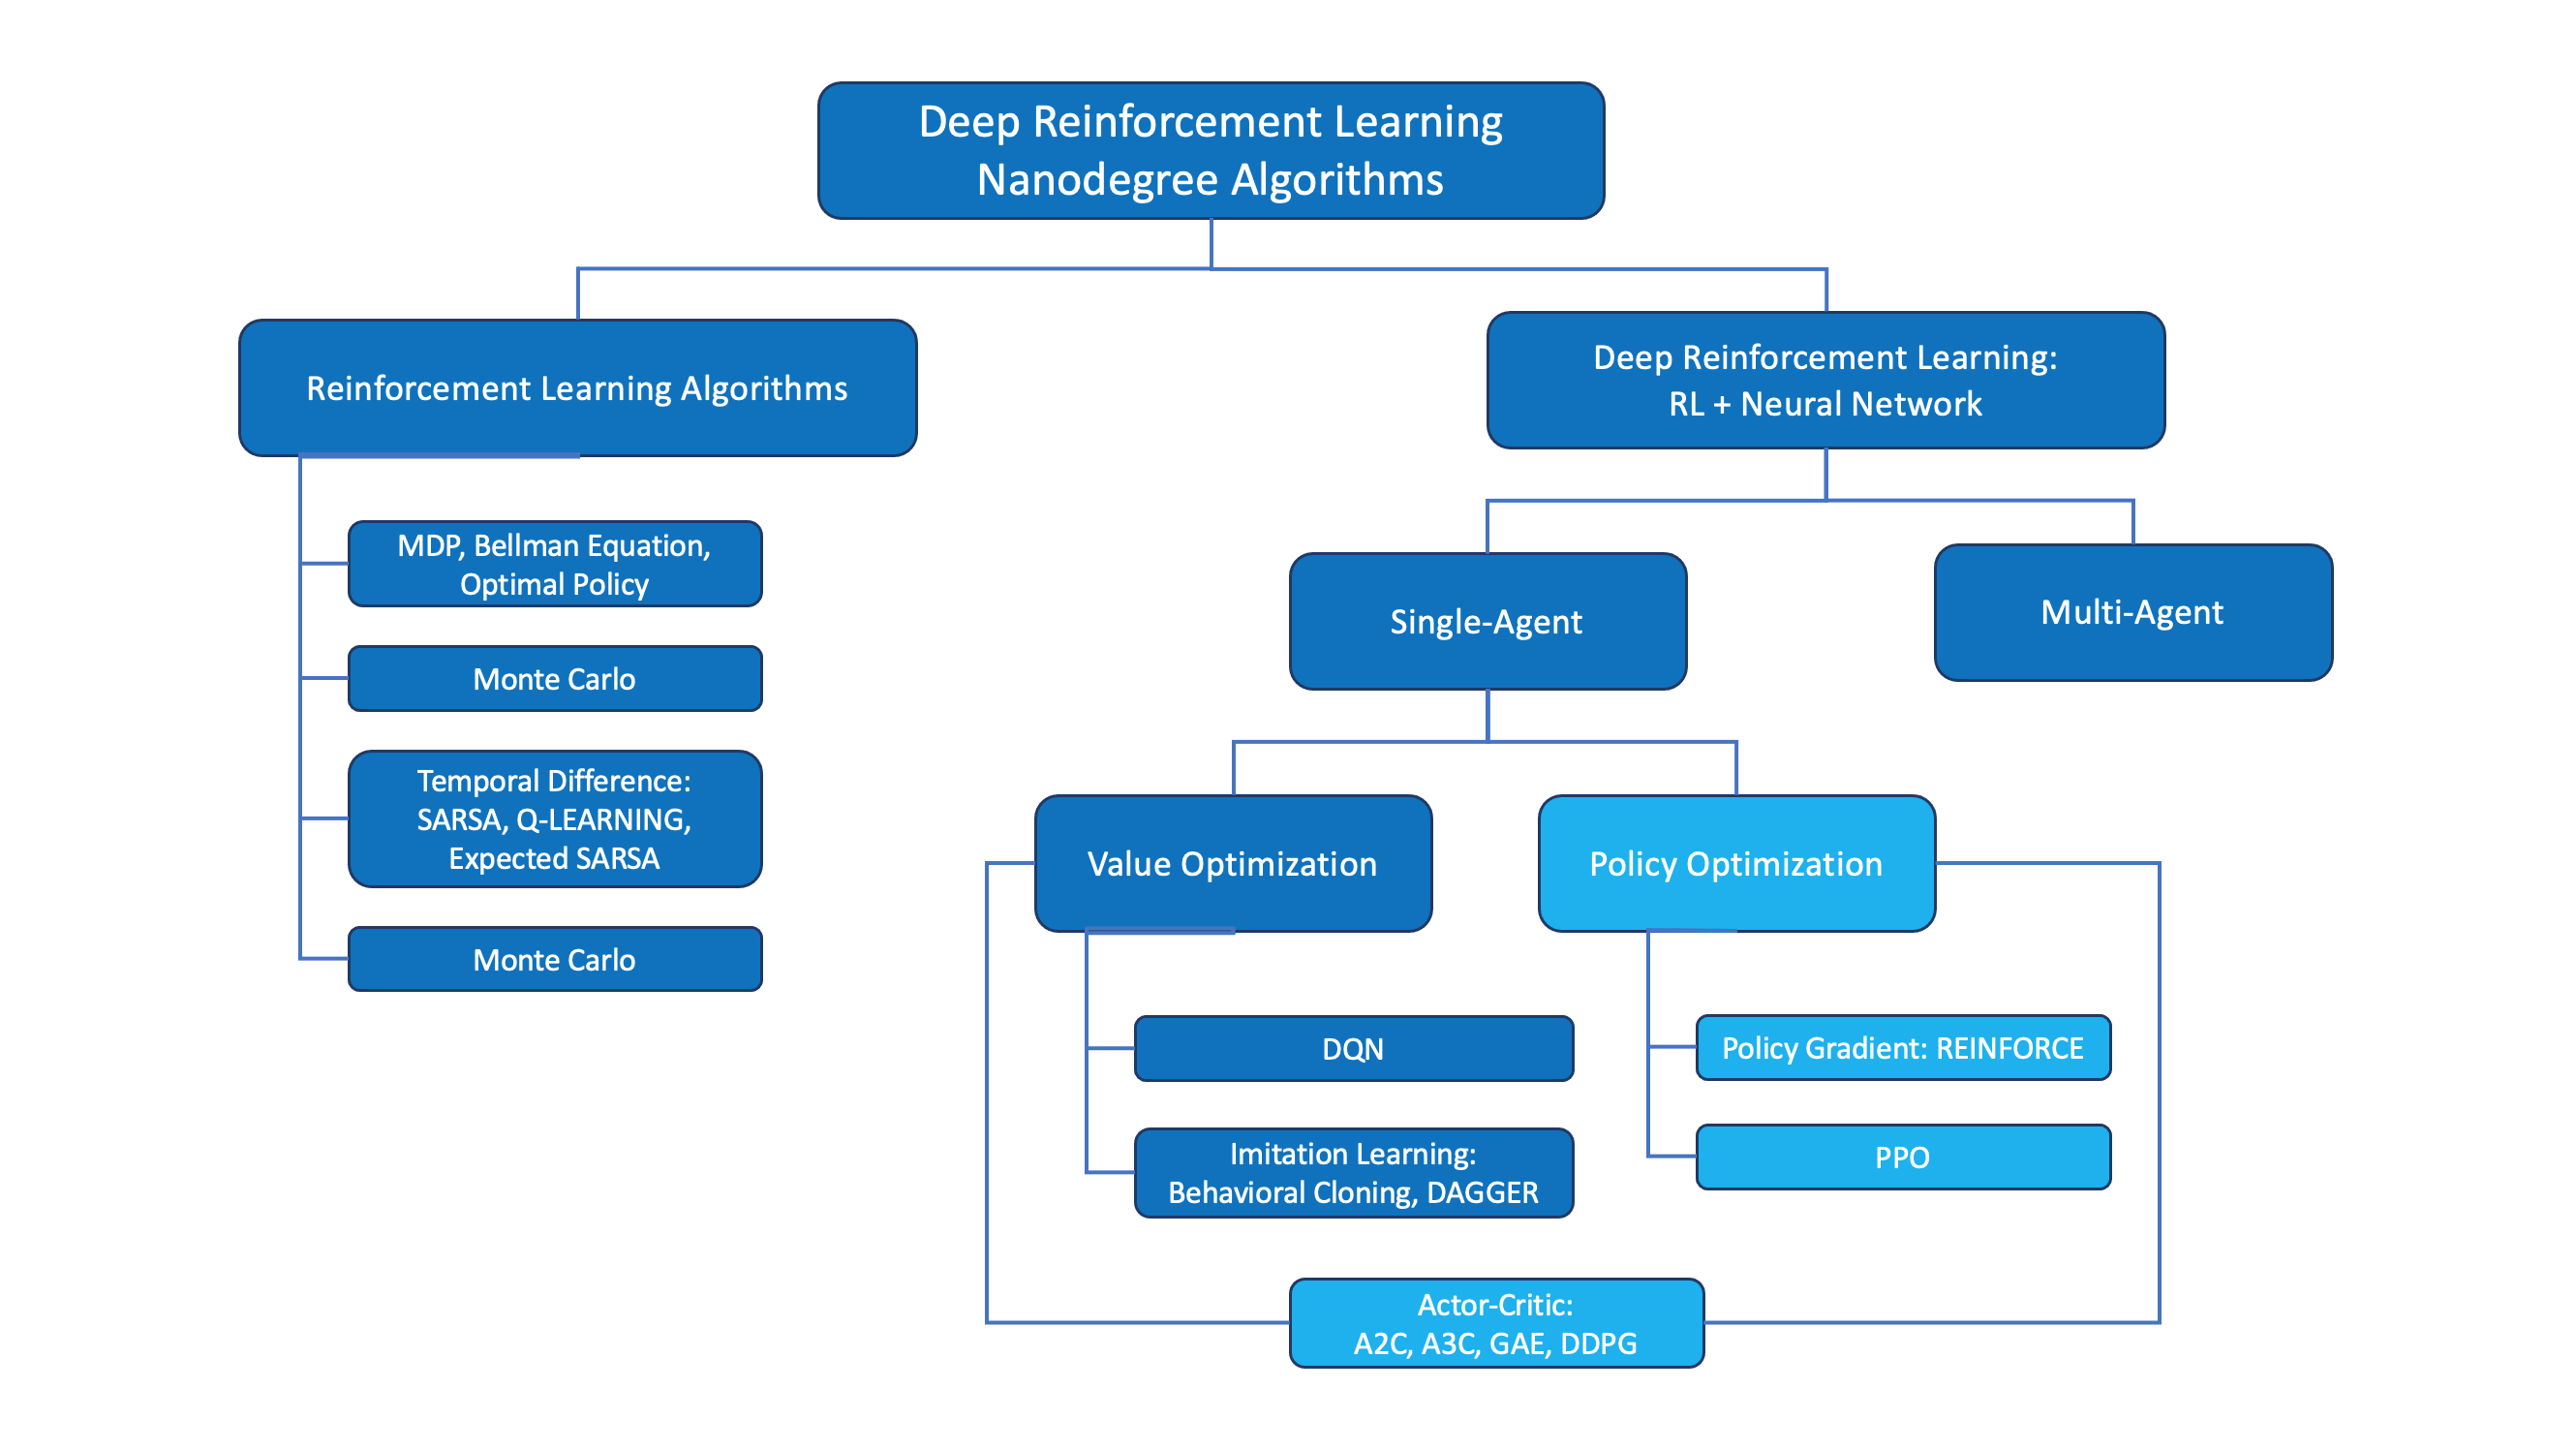 Deep Reinforcement Learning
Nanodegree Algorithms
Reinforcement Learning Algorithms
MDP, Bellman Equation,
Optimal Policy
Monte Carlo
Temporal Difference:
SARSA, Q-LEARNING,
Expected SARSA
Monte Carlo
Deep Reinforcement Learning:
RL + Neural Network
Single-Agent
Multi-Agent
Value Optimization
Policy Optimization
DQN
Imitation Learning:
Behavioral Cloning, DAGGER
Policy Gradient: REINFORCE
PPO
Actor-Critic:
A2C, A3C, GAE, DDPG